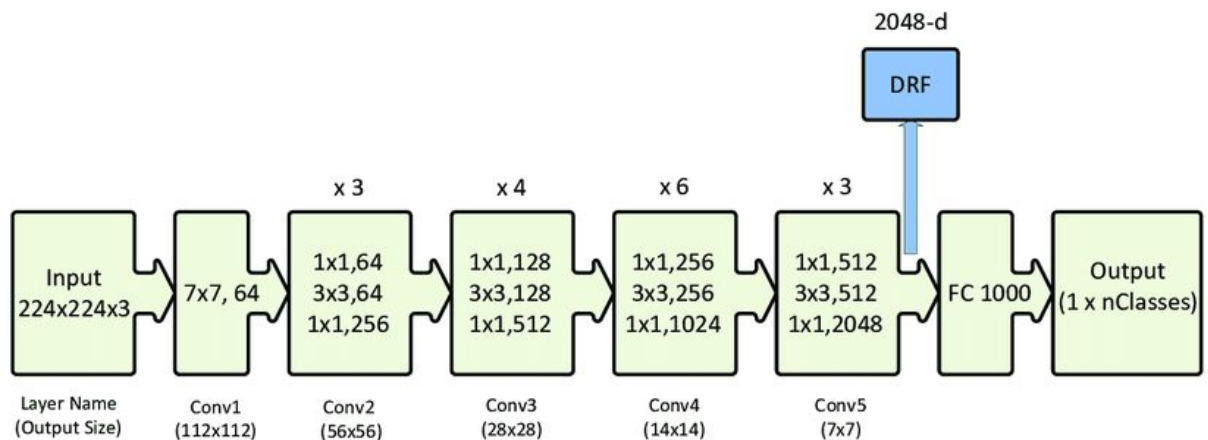 2048-d
DRF
x 3
x 4
x 6
x 3
Input
224x224x3
7x7, 64
1x1,64
3x3,64
1x1,256
1x1,128
3x3,128
1x1,512
1x1,256
3x3,256
1x1,1024
1x1,512
3x3,512
1x1,2048
FC 1000
Output
(1 x nClasses)
Layer Name
(Output Size)
Conv1
(112x112)
Conv2
(56x56)
Conv3
(28x28)
Conv4
(14x14)
Conv5
(7x7)